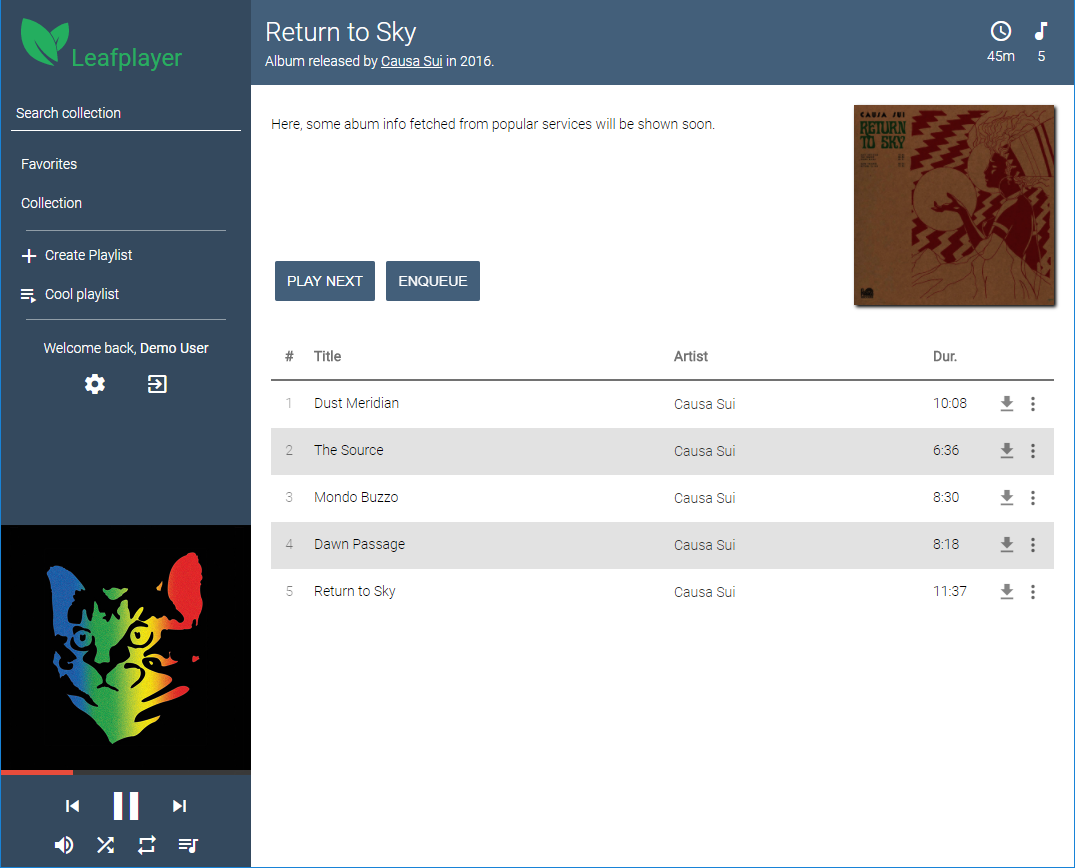 Leafplayer
Search collection
Favorites
Collection
Create Playlist
Cool playlist
Welcome back, Demo User
Return to Sky
Album released by Causa Sui in 2016.
45m 5
Here, some abum info fetched from popular services will be shown soon.
CAUSA SUI
RETURN
TO SKY
PLAY NEXT ENQUEUE
# Title Artist Dur.
1 Dust Meridian Causa Sui 10:08
2 The Source Causa Sui 6:36
3 Mondo Buzzo Causa Sui 8:30
4 Dawn Passage Causa Sui 8:18
5 Return to Sky Causa Sui 11:37